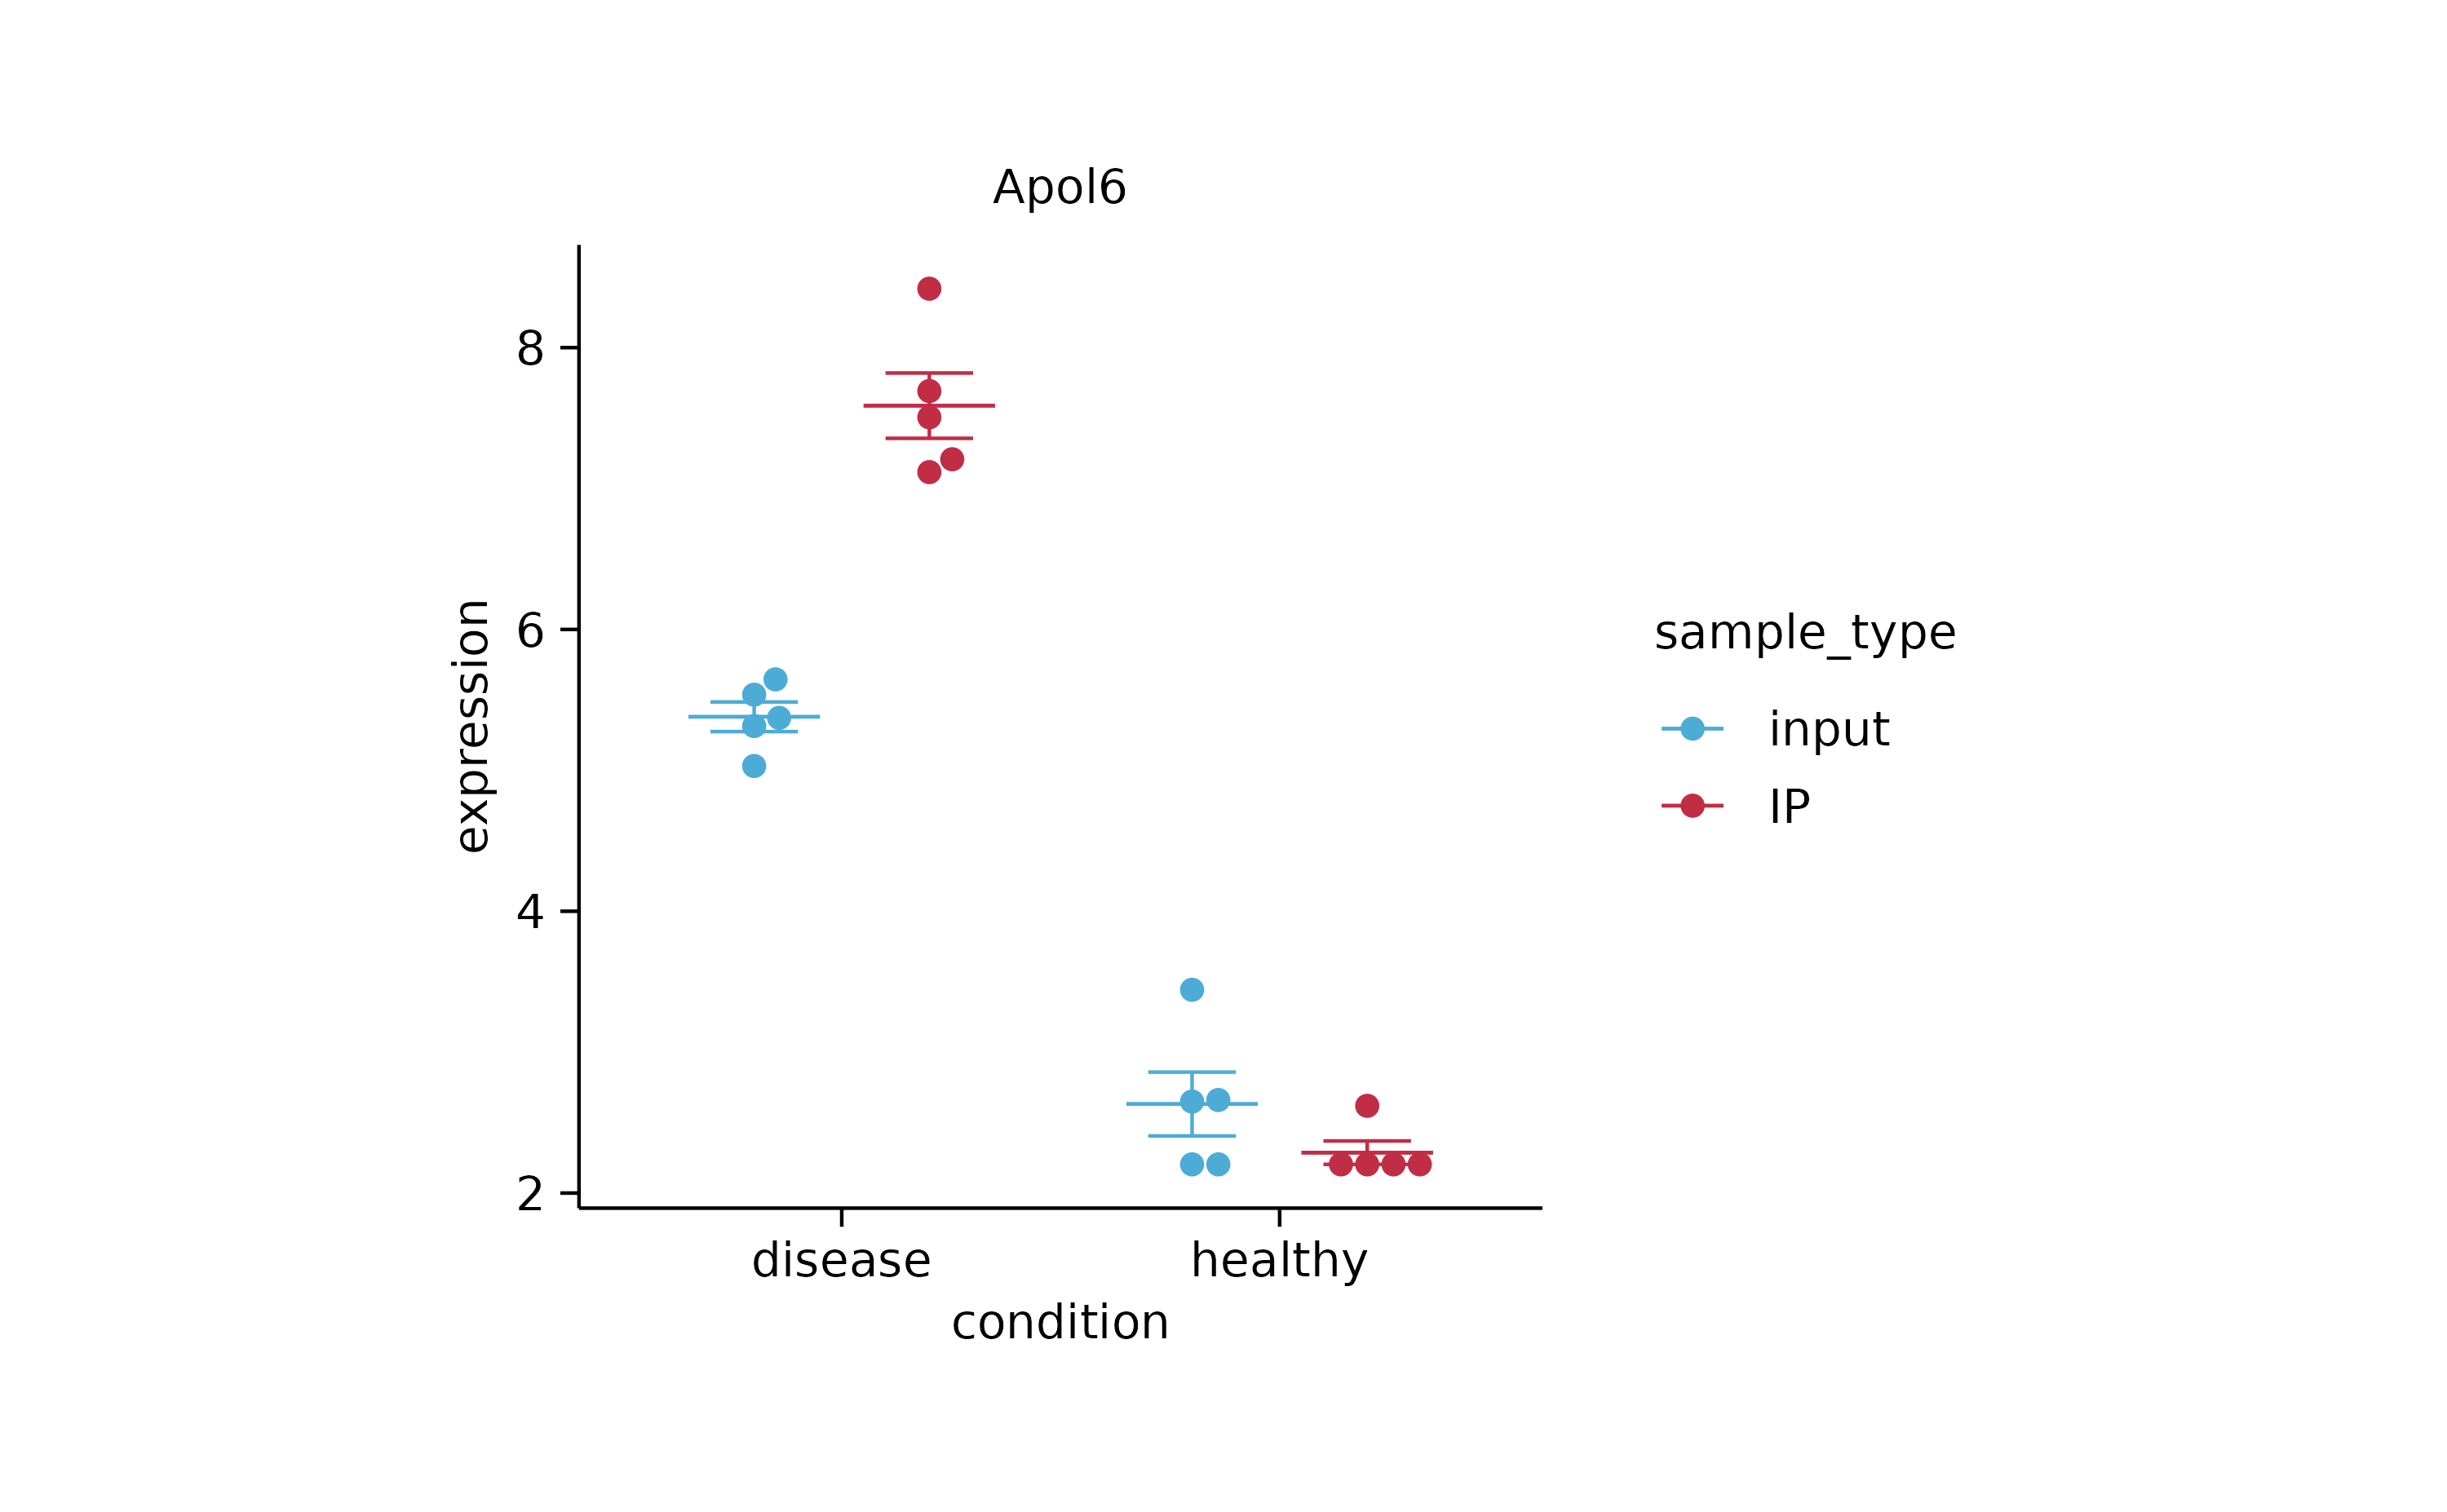 Apol6
8
6
4
2
expression
disease healthy
condition
sample_type
input
IP